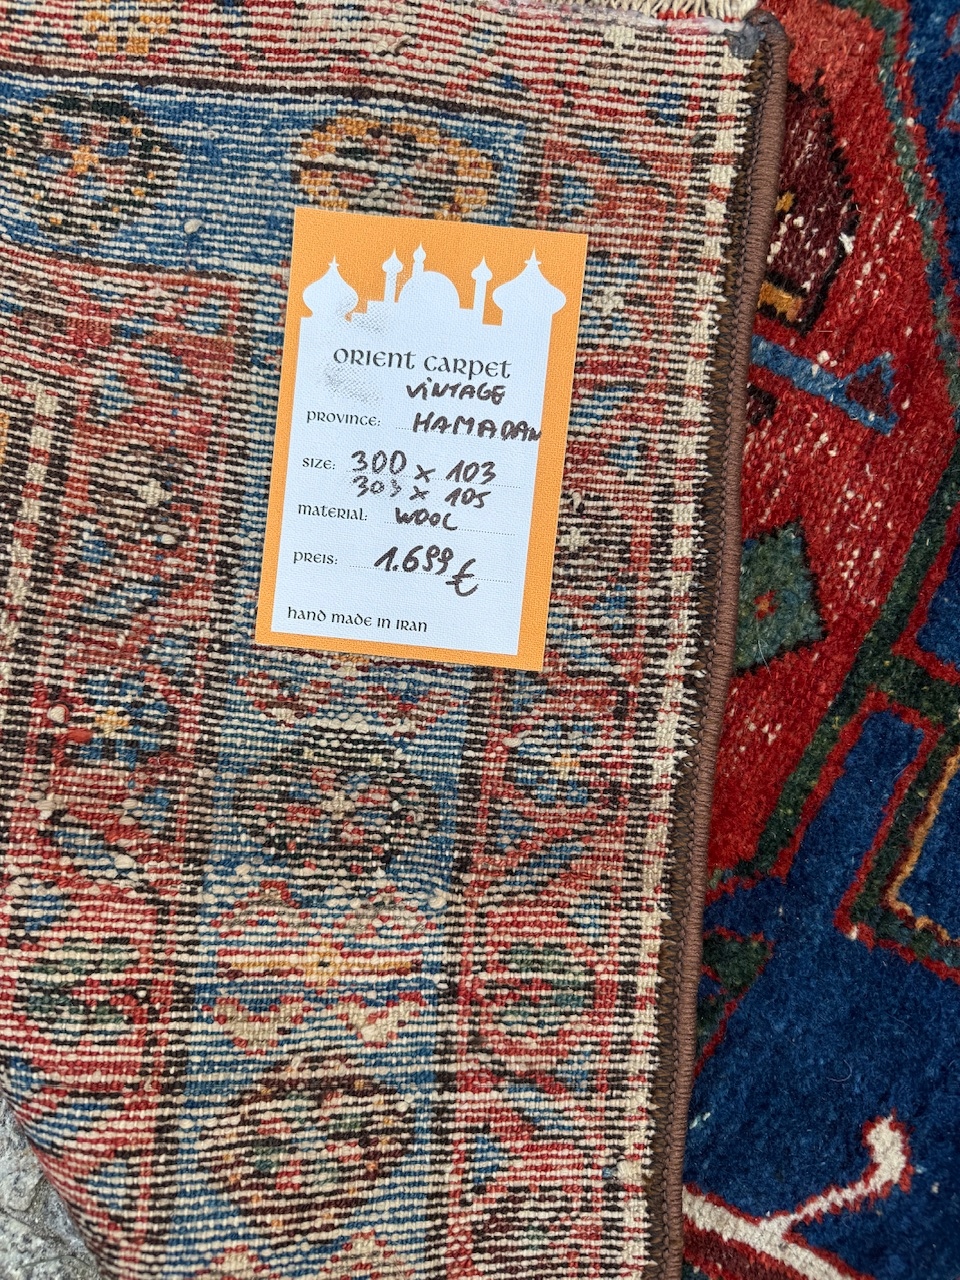 ORIENT CARPET
ViNTAGE
PROVINCE: HAMADAN
SIZE: 300 x 103
303 x 105
MATERIAL: WOOL
PREIS: 1.699 €
HAND MADE IN IRAN